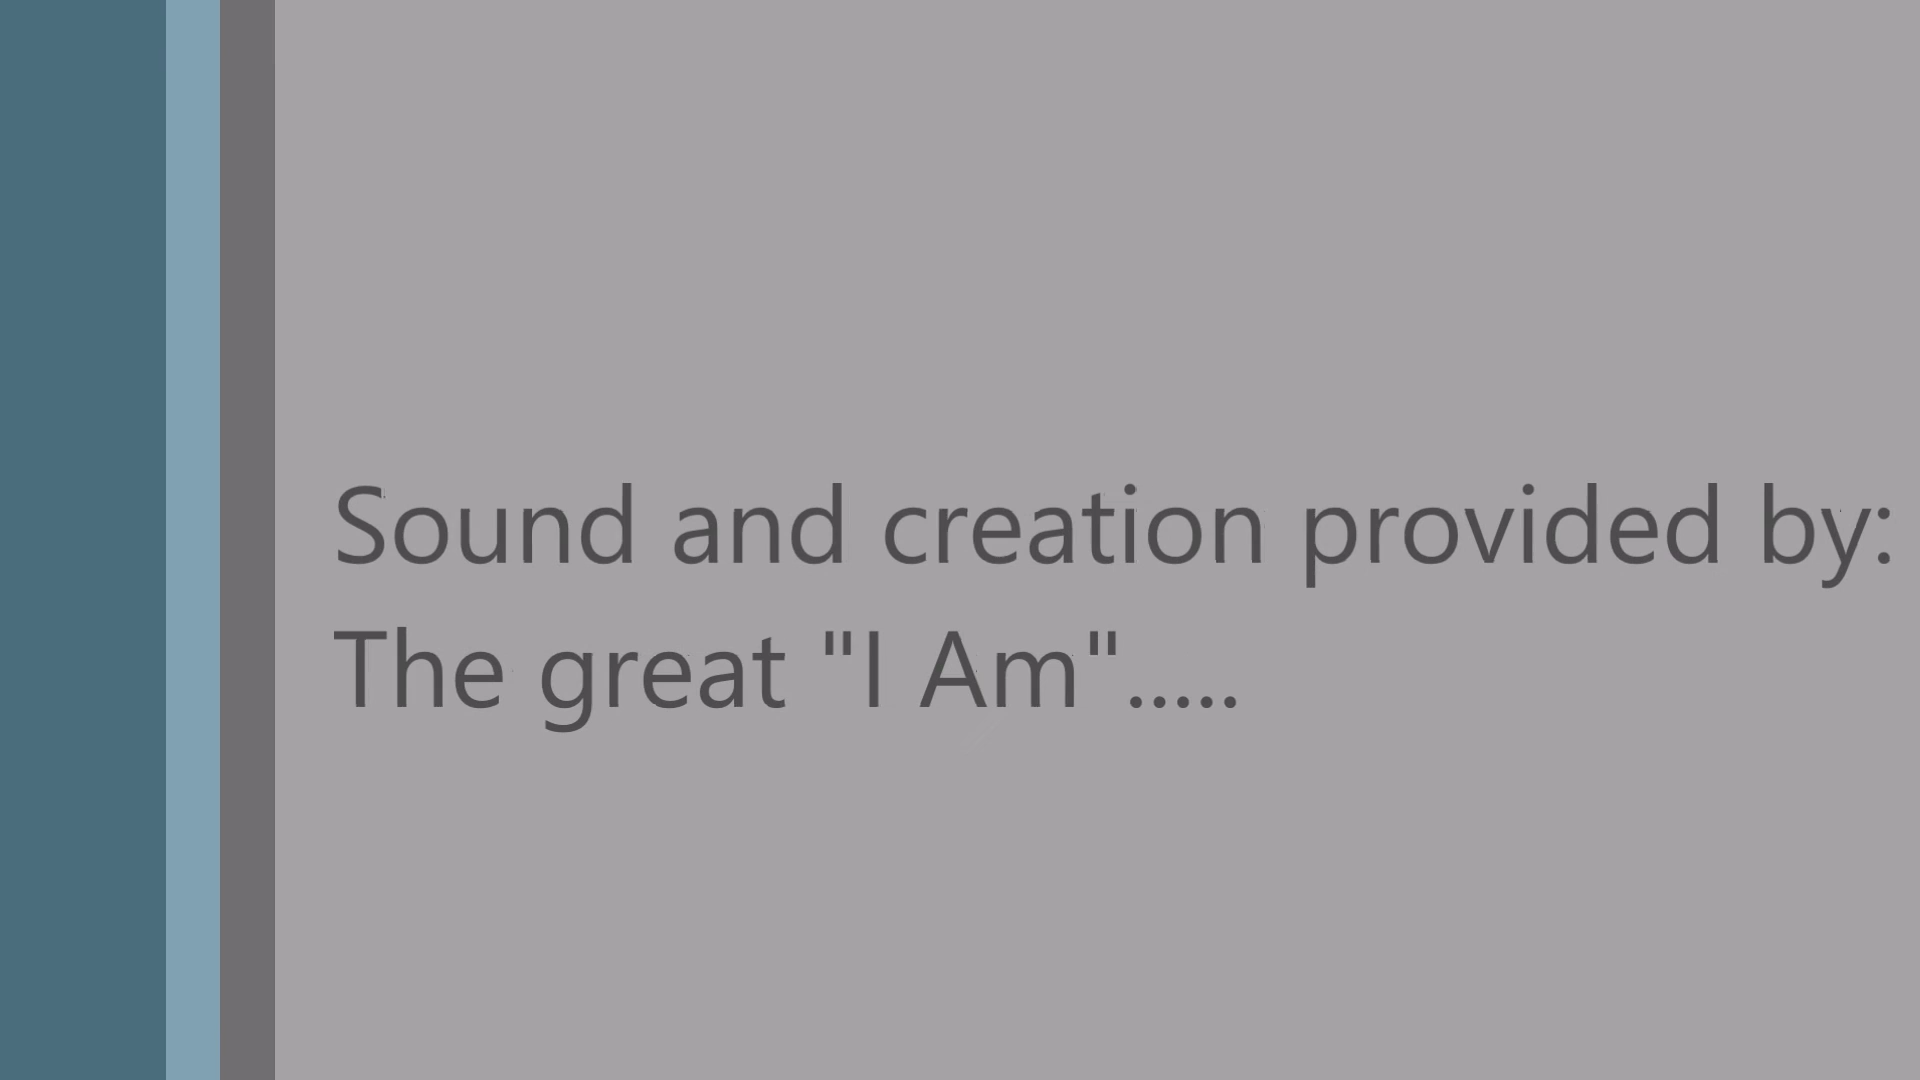 Sound and creation provided by:
The great "I Am".....